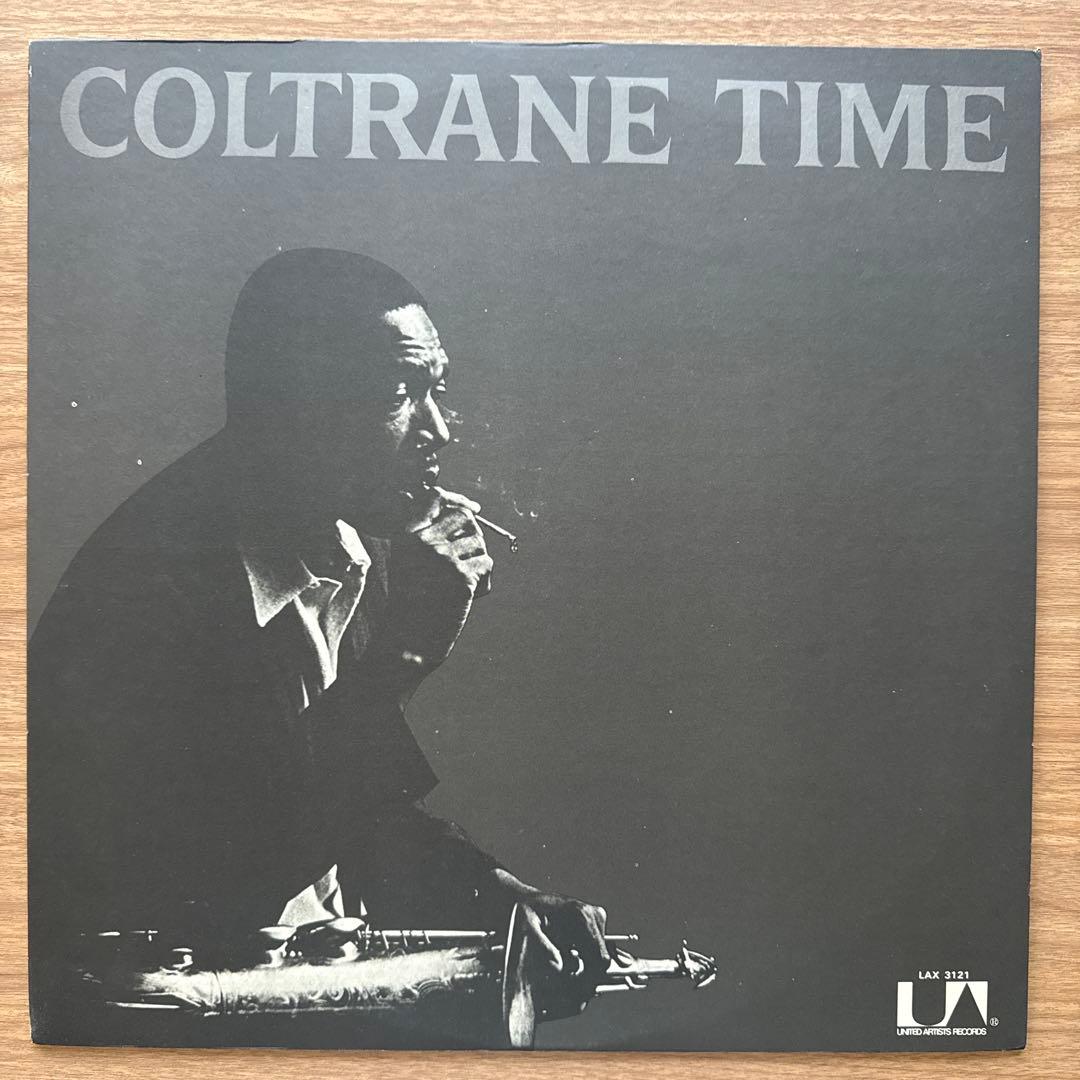 COLTRANE TIME
LAX 3121
UA
UNITED ARTISTS RECORDS ®